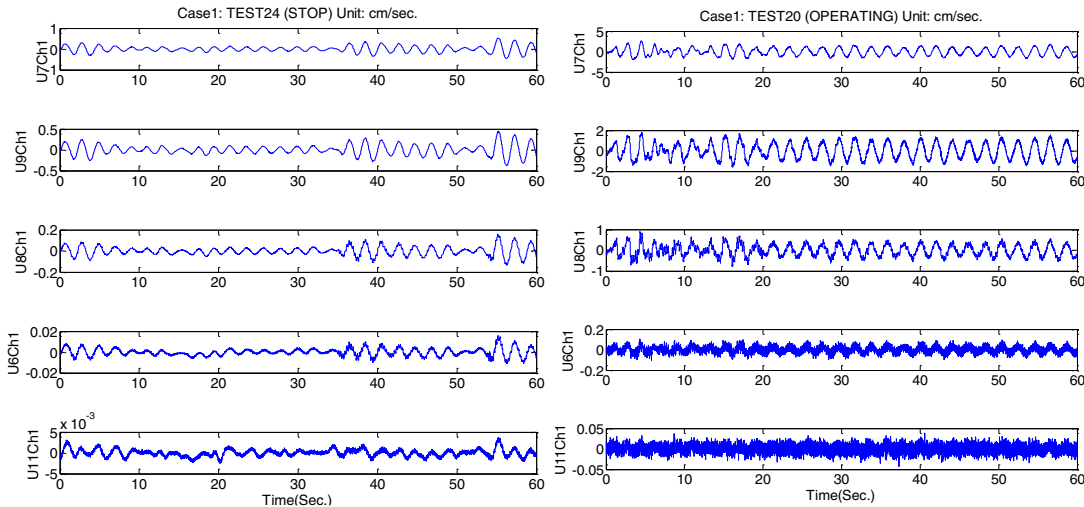 Case1: TEST24 (STOP) Unit: cm/sec.
U7Ch1
1
0
1
0 10 20 30 40 50 60
U9Ch1
0.5
0
-0.5
0 10 20 30 40 50 60
U8Ch1
0.2
0
-0.2
0 10 20 30 40 50 60
U6Ch1
0.02
0
-0.02
0 10 20 30 40 50 60
x 10^-3
U11Ch1
5
0
-5
0 10 20 30 40 50 60
Time(Sec.)
Case1: TEST20 (OPERATING) Unit: cm/sec.
U7Ch1
5
0
-5
0 10 20 30 40 50 60
U9Ch1
2
0
-2
0 10 20 30 40 50 60
U8Ch1
1
0
-1
0 10 20 30 40 50 60
U6Ch1
0.2
0
-0.2
0 10 20 30 40 50 60
U11Ch1
0.05
0
-0.05
0 10 20 30 40 50 60
Time(Sec.)